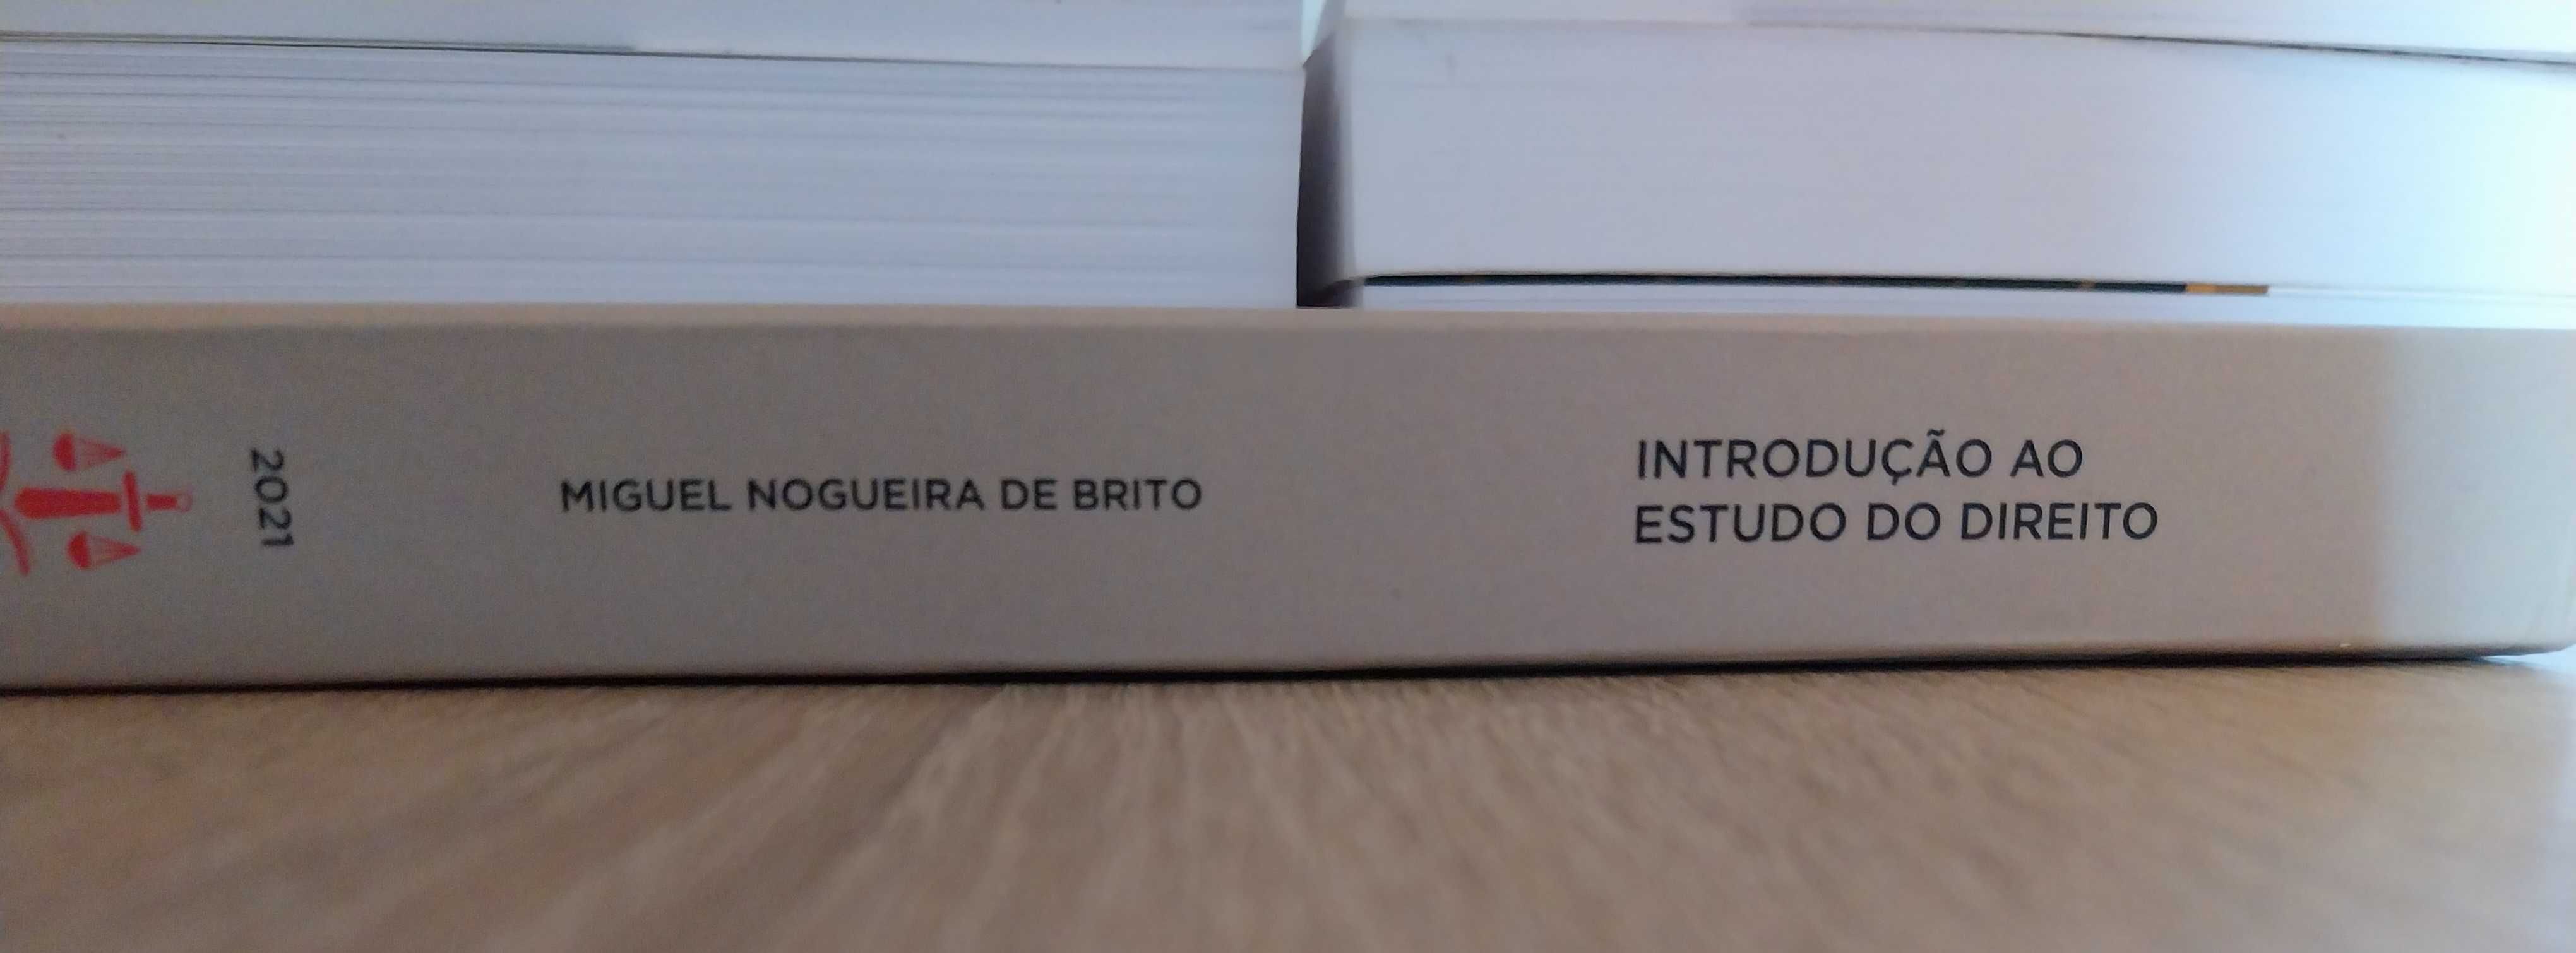 2021
MIGUEL NOGUEIRA DE BRITO
INTRODUÇÃO AO
ESTUDO DO DIREITO